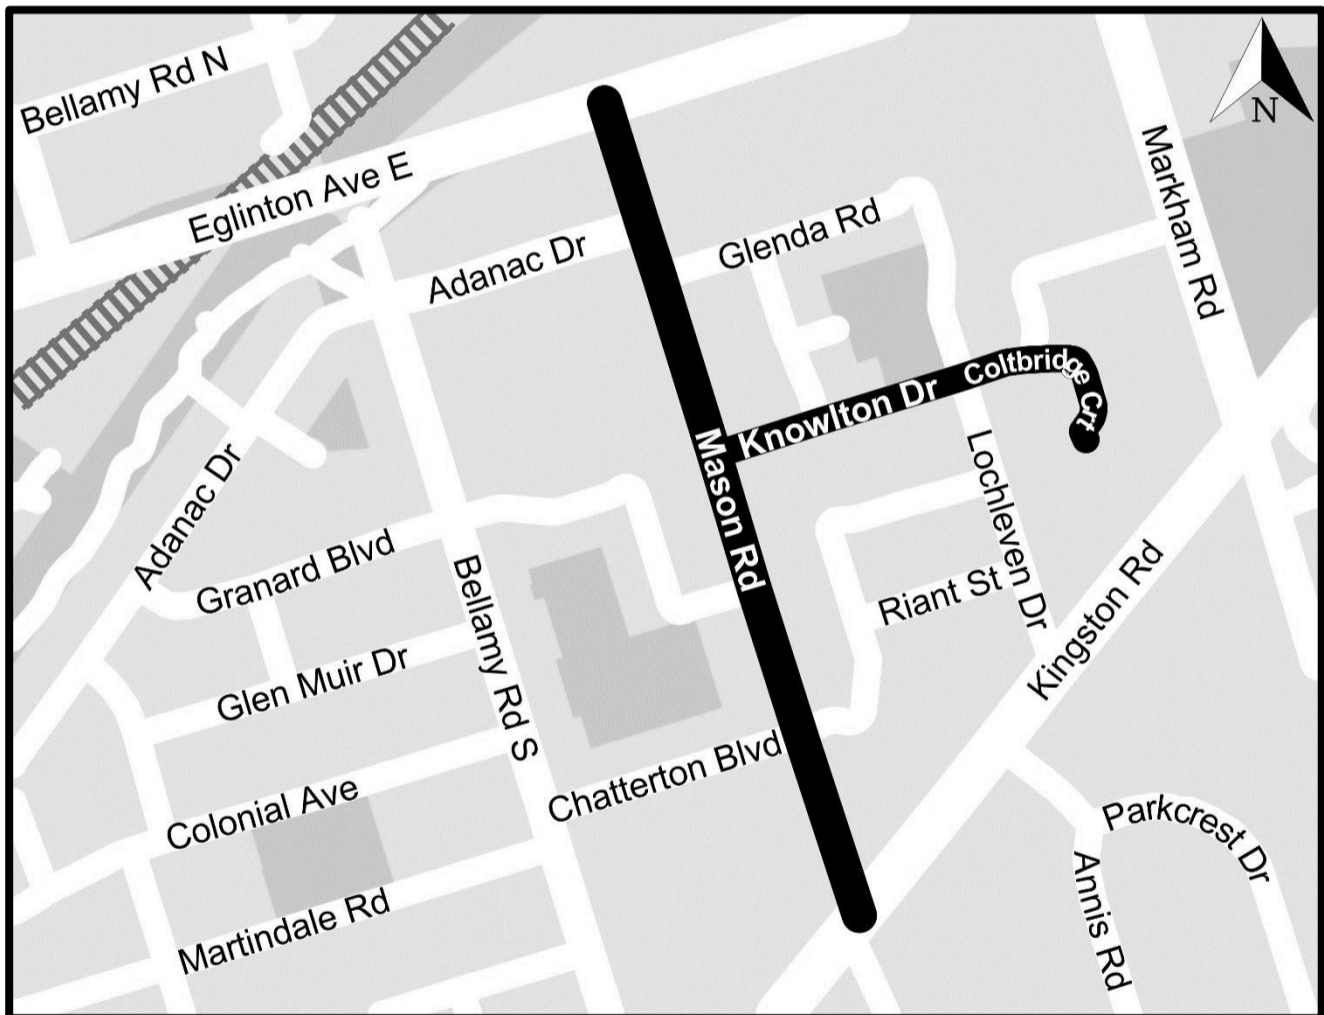 Bellamy Rd N
N
Eglinton Ave E
Markham Rd
Adanac Dr
Glenda Rd
Coltbridge Crt
Knowlton Dr
Mason Rd
Lochleven Dr
Adanac Dr
Granard Blvd
Bellamy Rd S
Riant St
Kingston Rd
Glen Muir Dr
Chatterton Blvd
Colonial Ave
Parkcrest Dr
Annis Rd
Martindale Rd